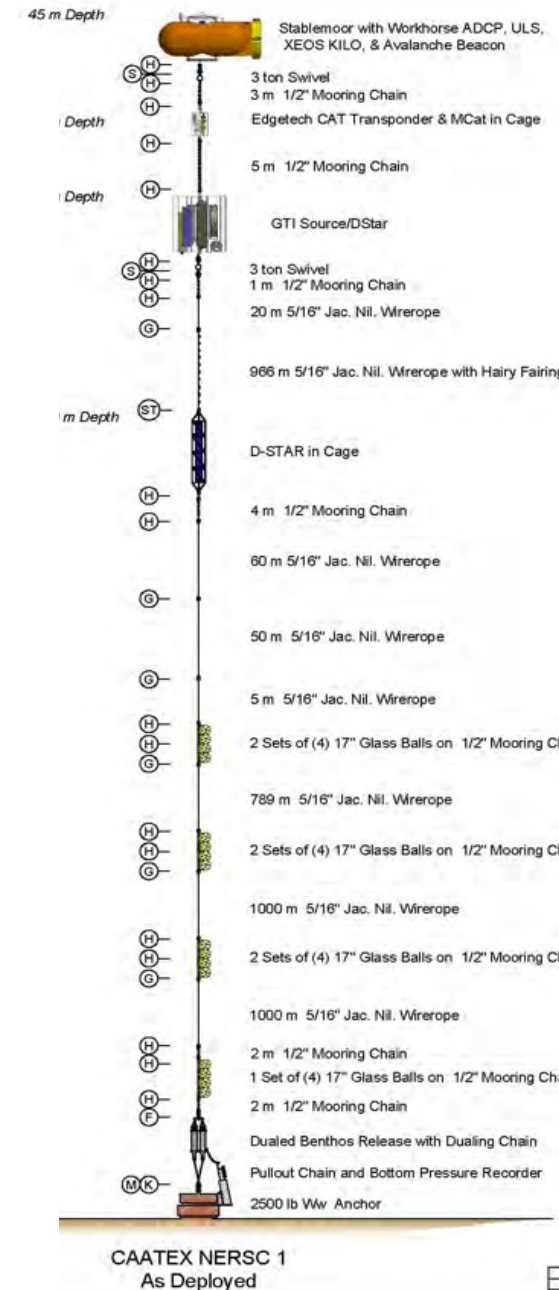 45 m Depth
Stablemoor with Workhorse ADCP, ULS,
XEOS KILO, & Avalanche Beacon
H
S
H
3 ton Swivel
3 m 1/2" Mooring Chain
H
Depth
Edgetech CAT Transponder & MCat in Cage
H
5 m 1/2" Mooring Chain
H
Depth
GTI Source/DStar
H
S
H
3 ton Swivel
1 m 1/2" Mooring Chain
H
20 m 5/16" Jac. Nil. Wirerope
G
966 m 5/16" Jac. Nil. Wirerope with Hairy Fairing
m Depth
ST
D-STAR in Cage
H
4 m 1/2" Mooring Chain
H
60 m 5/16" Jac. Nil. Wirerope
G
50 m 5/16" Jac. Nil. Wirerope
G
5 m 5/16" Jac. Nil. Wirerope
H
H
2 Sets of (4) 17" Glass Balls on 1/2" Mooring
G
789 m 5/16" Jac. Nil. Wirerope
H
H
2 Sets of (4) 17" Glass Balls on 1/2" Mooring
G
1000 m 5/16" Jac. Nil. Wirerope
H
H
2 Sets of (4) 17" Glass Balls on 1/2" Mooring
G
1000 m 5/16" Jac. Nil. Wirerope
H
2 m 1/2" Mooring Chain
H
1 Set of (4) 17" Glass Balls on 1/2" Mooring
H
2 m 1/2" Mooring Chain
F
Dualed Benthos Release with Dualing Chain
Pullout Chain and Bottom Pressure Recorder
M K
2500 lb Ww Anchor
CAATEX NERSC 1
As Deployed